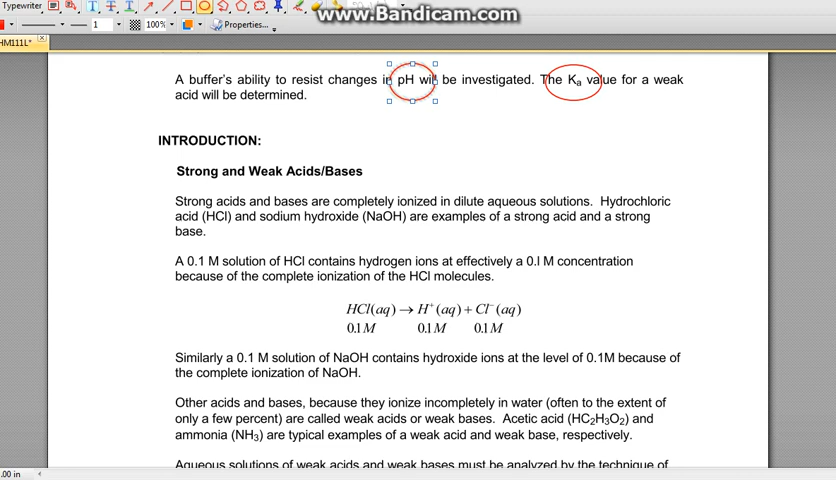 Typewriter
www.Bandicam.com
1
100%
Properties...
HM111L*
A buffer's ability to resist changes in pH will be investigated. The Ka value for a weak
acid will be determined.
INTRODUCTION:
Strong and Weak Acids/Bases
Strong acids and bases are completely ionized in dilute aqueous solutions. Hydrochloric
acid (HCl) and sodium hydroxide (NaOH) are examples of a strong acid and a strong
base.
A 0.1 M solution of HCl contains hydrogen ions at effectively a 0.l M concentration
because of the complete ionization of the HCl molecules.
HCl(aq) → H⁺(aq) + Cl⁻(aq)
0.1M 0.1M 0.1M
Similarly a 0.1 M solution of NaOH contains hydroxide ions at the level of 0.1M because of
the complete ionization of NaOH.
Other acids and bases, because they ionize incompletely in water (often to the extent of
only a few percent) are called weak acids or weak bases. Acetic acid (HC₂H₃O₂) and
ammonia (NH₃) are typical examples of a weak acid and weak base, respectively.
Aqueous solutions of weak acids and weak bases must be analyzed by the technique of
.00 in